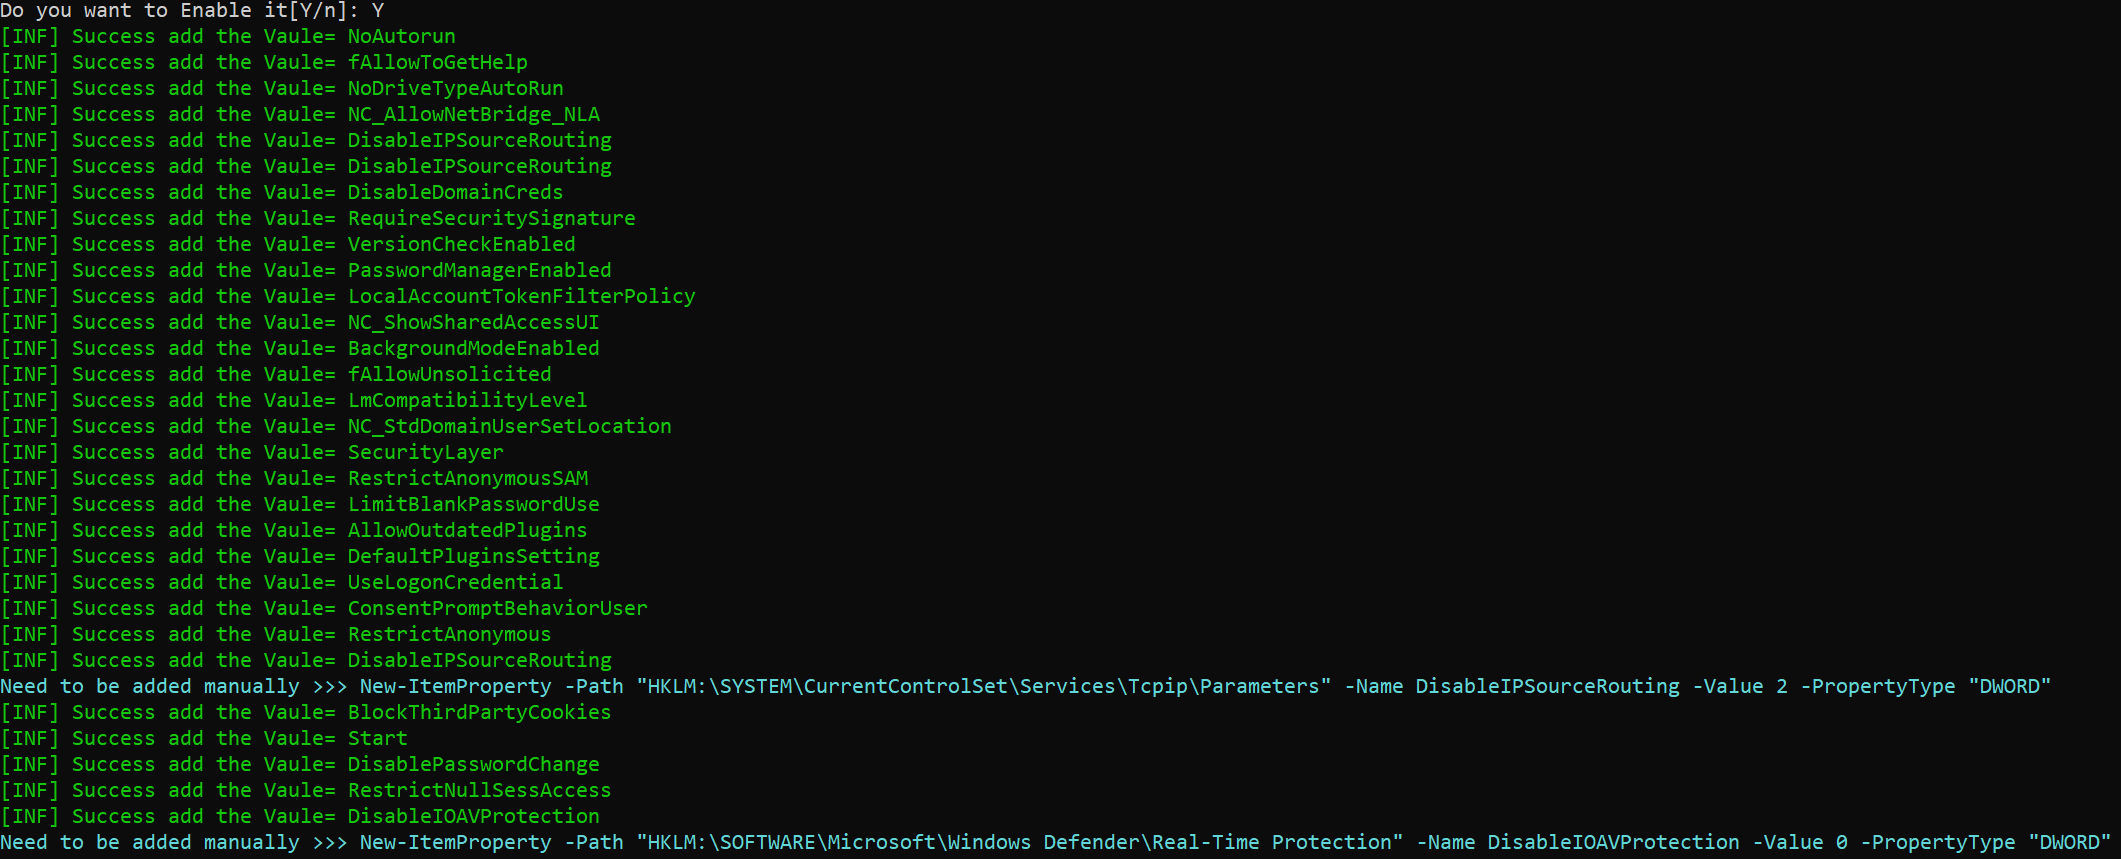 Do you want to Enable it[Y/n]: Y
[INF] Success add the Vaule= NoAutorun
[INF] Success add the Vaule= fAllowToGetHelp
[INF] Success add the Vaule= NoDriveTypeAutoRun
[INF] Success add the Vaule= NC_AllowNetBridge_NLA
[INF] Success add the Vaule= DisableIPSourceRouting
[INF] Success add the Vaule= DisableIPSourceRouting
[INF] Success add the Vaule= DisableDomainCreds
[INF] Success add the Vaule= RequireSecuritySignature
[INF] Success add the Vaule= VersionCheckEnabled
[INF] Success add the Vaule= PasswordManagerEnabled
[INF] Success add the Vaule= LocalAccountTokenFilterPolicy
[INF] Success add the Vaule= NC_ShowSharedAccessUI
[INF] Success add the Vaule= BackgroundModeEnabled
[INF] Success add the Vaule= fAllowUnsolicited
[INF] Success add the Vaule= LmCompatibilityLevel
[INF] Success add the Vaule= NC_StdDomainUserSetLocation
[INF] Success add the Vaule= SecurityLayer
[INF] Success add the Vaule= RestrictAnonymousSAM
[INF] Success add the Vaule= LimitBlankPasswordUse
[INF] Success add the Vaule= AllowOutdatedPlugins
[INF] Success add the Vaule= DefaultPluginsSetting
[INF] Success add the Vaule= UseLogonCredential
[INF] Success add the Vaule= ConsentPromptBehaviorUser
[INF] Success add the Vaule= RestrictAnonymous
[INF] Success add the Vaule= DisableIPSourceRouting
Need to be added manually >>> New-ItemProperty -Path "HKLM:\SYSTEM\CurrentControlSet\Services\Tcpip\Parameters" -Name DisableIPSourceRouting -Value 2 -PropertyType "DWORD"
[INF] Success add the Vaule= BlockThirdPartyCookies
[INF] Success add the Vaule= Start
[INF] Success add the Vaule= DisablePasswordChange
[INF] Success add the Vaule= RestrictNullSessAccess
[INF] Success add the Vaule= DisableIOAVProtection
Need to be added manually >>> New-ItemProperty -Path "HKLM:\SOFTWARE\Microsoft\Windows Defender\Real-Time Protection" -Name DisableIOAVProtection -Value 0 -PropertyType "DWORD"